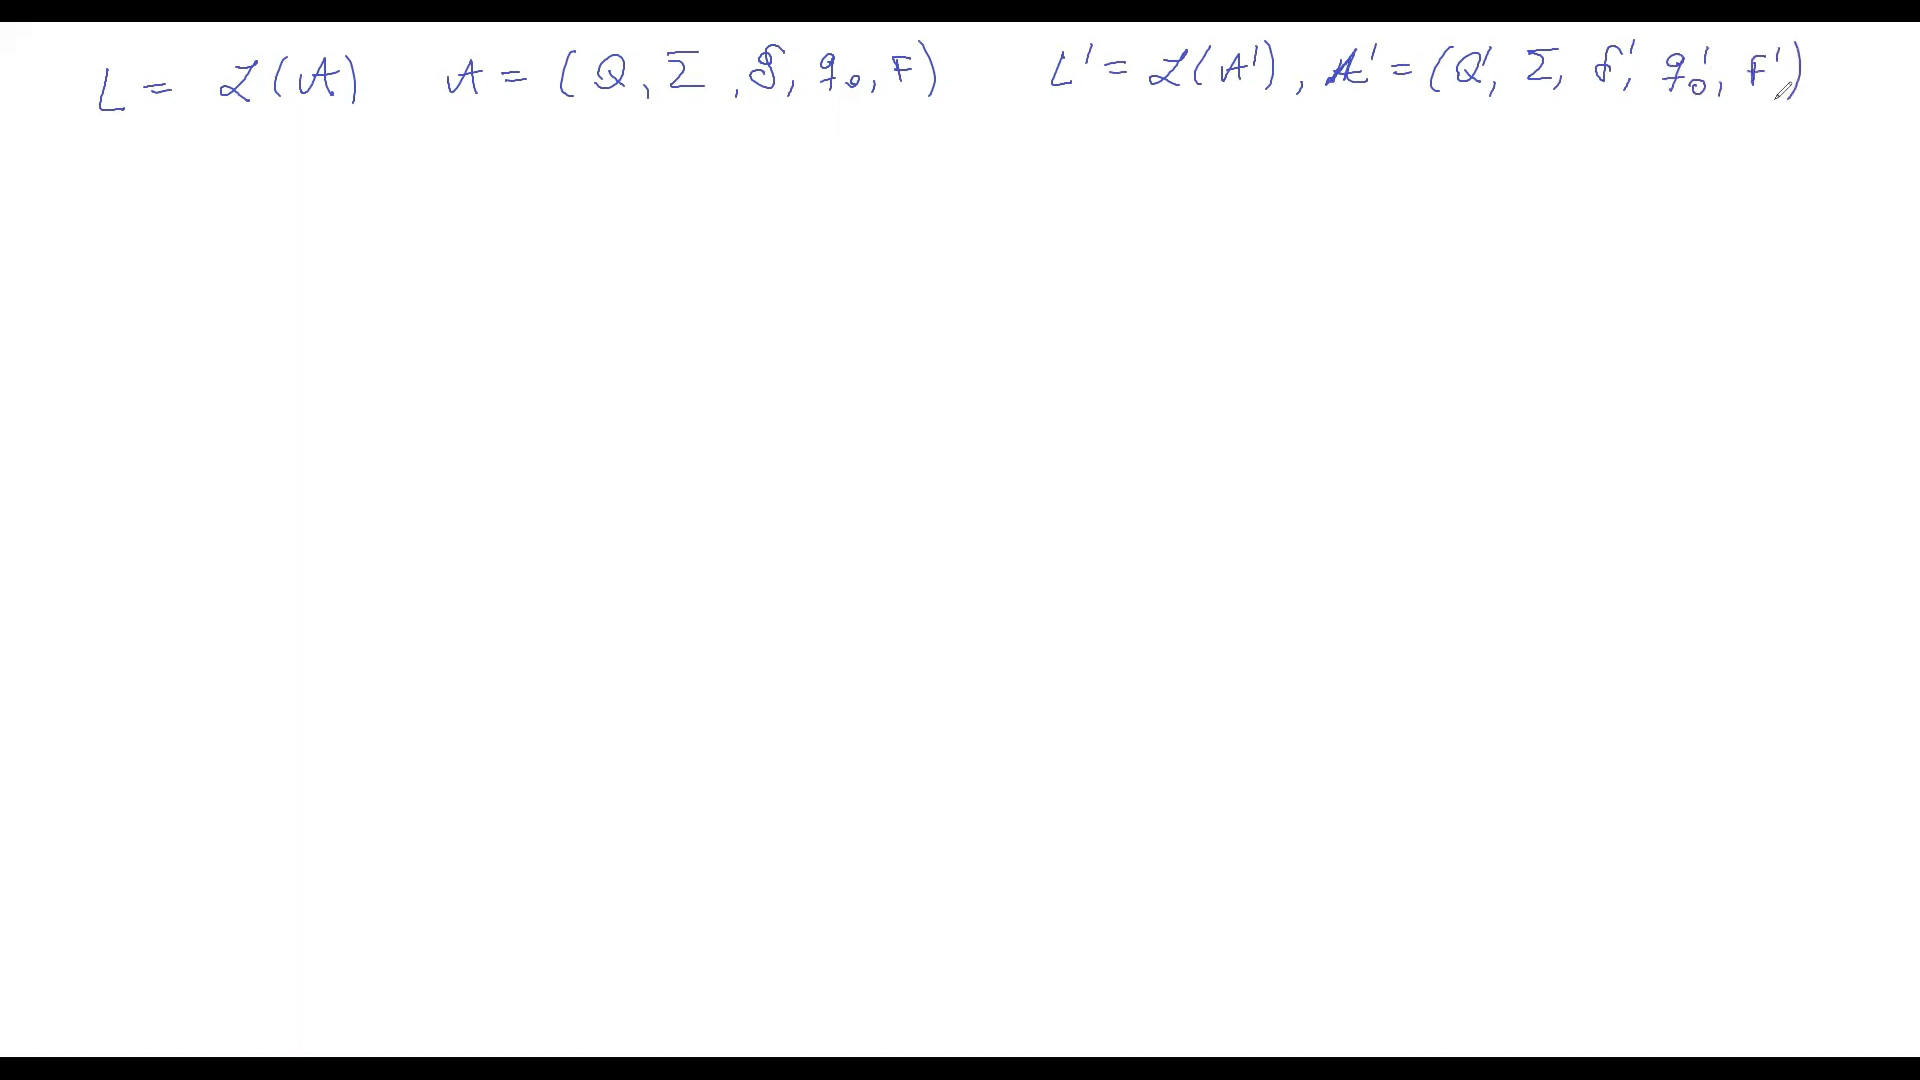 L = ℒ(A) A = (Q, Σ, δ, q₀, F) L' = ℒ(A'), A' = (Q', Σ, δ', q₀', F')